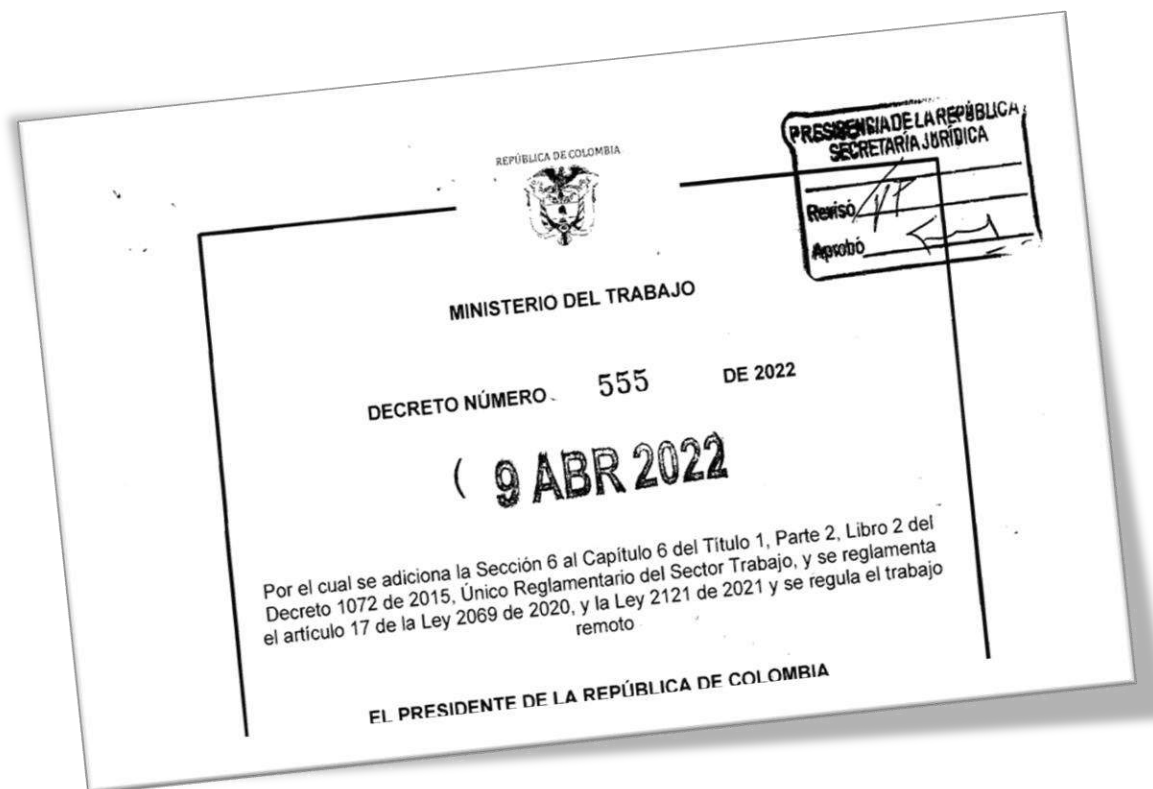 PRESIDENCIA DE LA REPÚBLICA
SECRETARÍA JURÍDICA
Revisó
Aprobó
REPÚBLICA DE COLOMBIA
MINISTERIO DEL TRABAJO
DECRETO NÚMERO 555 DE 2022
( 9 ABR 2022
Por el cual se adiciona la Sección 6 al Capítulo 6 del Título 1, Parte 2, Libro 2 del
Decreto 1072 de 2015, Único Reglamentario del Sector Trabajo, y se reglamenta
el artículo 17 de la Ley 2069 de 2020, y la Ley 2121 de 2021 y se regula el trabajo
remoto
EL PRESIDENTE DE LA REPÚBLICA DE COLOMBIA